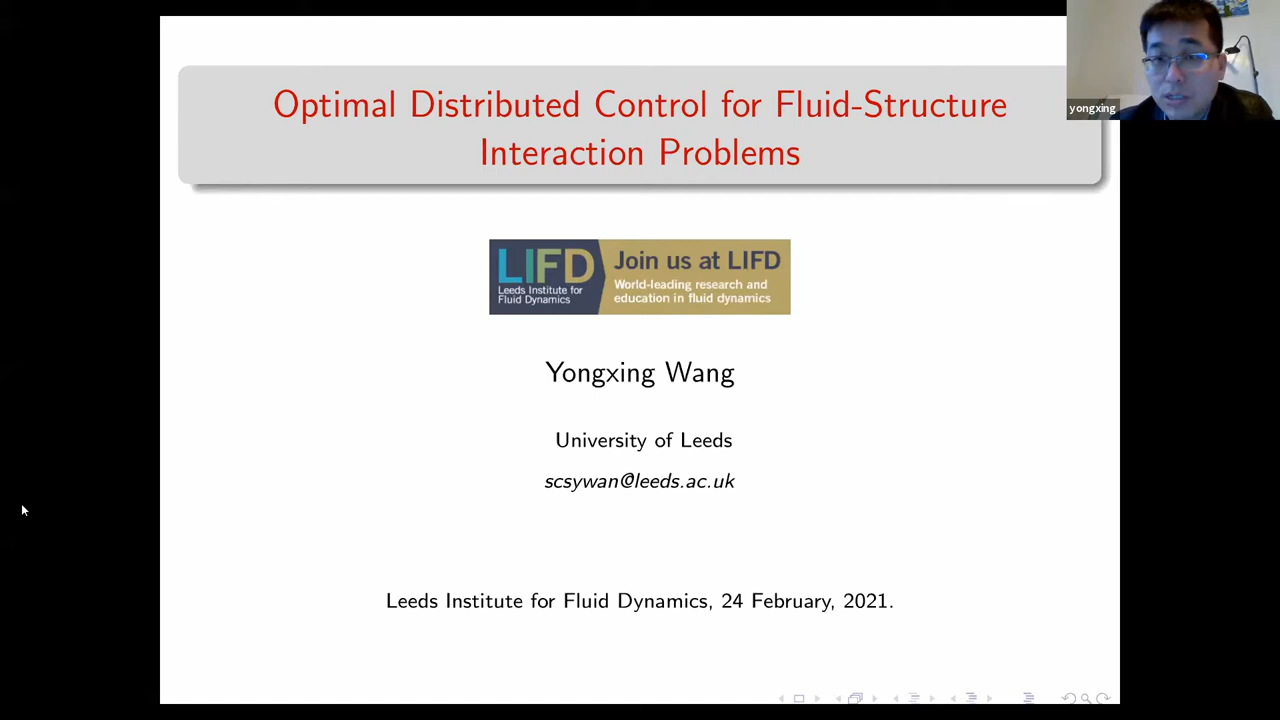 Optimal Distributed Control for Fluid-Structure
Interaction Problems
yongxing
LIFD
Leeds Institute for
Fluid Dynamics
Join us at LIFD
World-leading research and
education in fluid dynamics
Yongxing Wang
University of Leeds
scsywan@leeds.ac.uk
Leeds Institute for Fluid Dynamics, 24 February, 2021.